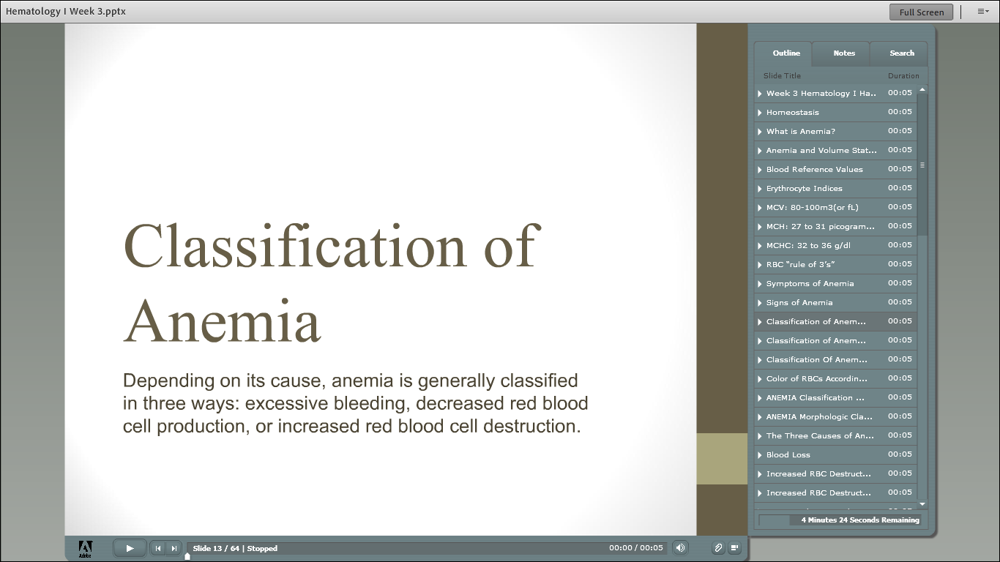 Hematology I Week 3.pptx
Full Screen
Classification of
Anemia
Depending on its cause, anemia is generally classified
in three ways: excessive bleeding, decreased red blood
cell production, or increased red blood cell destruction.
Outline Notes Search
Slide Title Duration
Week 3 Hematology I Ha.. 00:05
Homeostasis 00:05
What is Anemia? 00:05
Anemia and Volume Stat... 00:05
Blood Reference Values 00:05
Erythrocyte Indices 00:05
MCV: 80-100m3(or fL) 00:05
MCH: 27 to 31 picogram... 00:05
MCHC: 32 to 36 g/dl 00:05
RBC “rule of 3’s” 00:05
Symptoms of Anemia 00:05
Signs of Anemia 00:05
Classification of Anem... 00:05
Classification of Anem... 00:05
Classification Of Anem... 00:05
Color of RBCs Accordin... 00:05
ANEMIA Classification ... 00:05
ANEMIA Morphologic Cla... 00:05
The Three Causes of An... 00:05
Blood Loss 00:05
Increased RBC Destruct... 00:05
Increased RBC Destruct... 00:05
4 Minutes 24 Seconds Remaining
Adobe
Slide 13 / 64 | Stopped 00:00 / 00:05